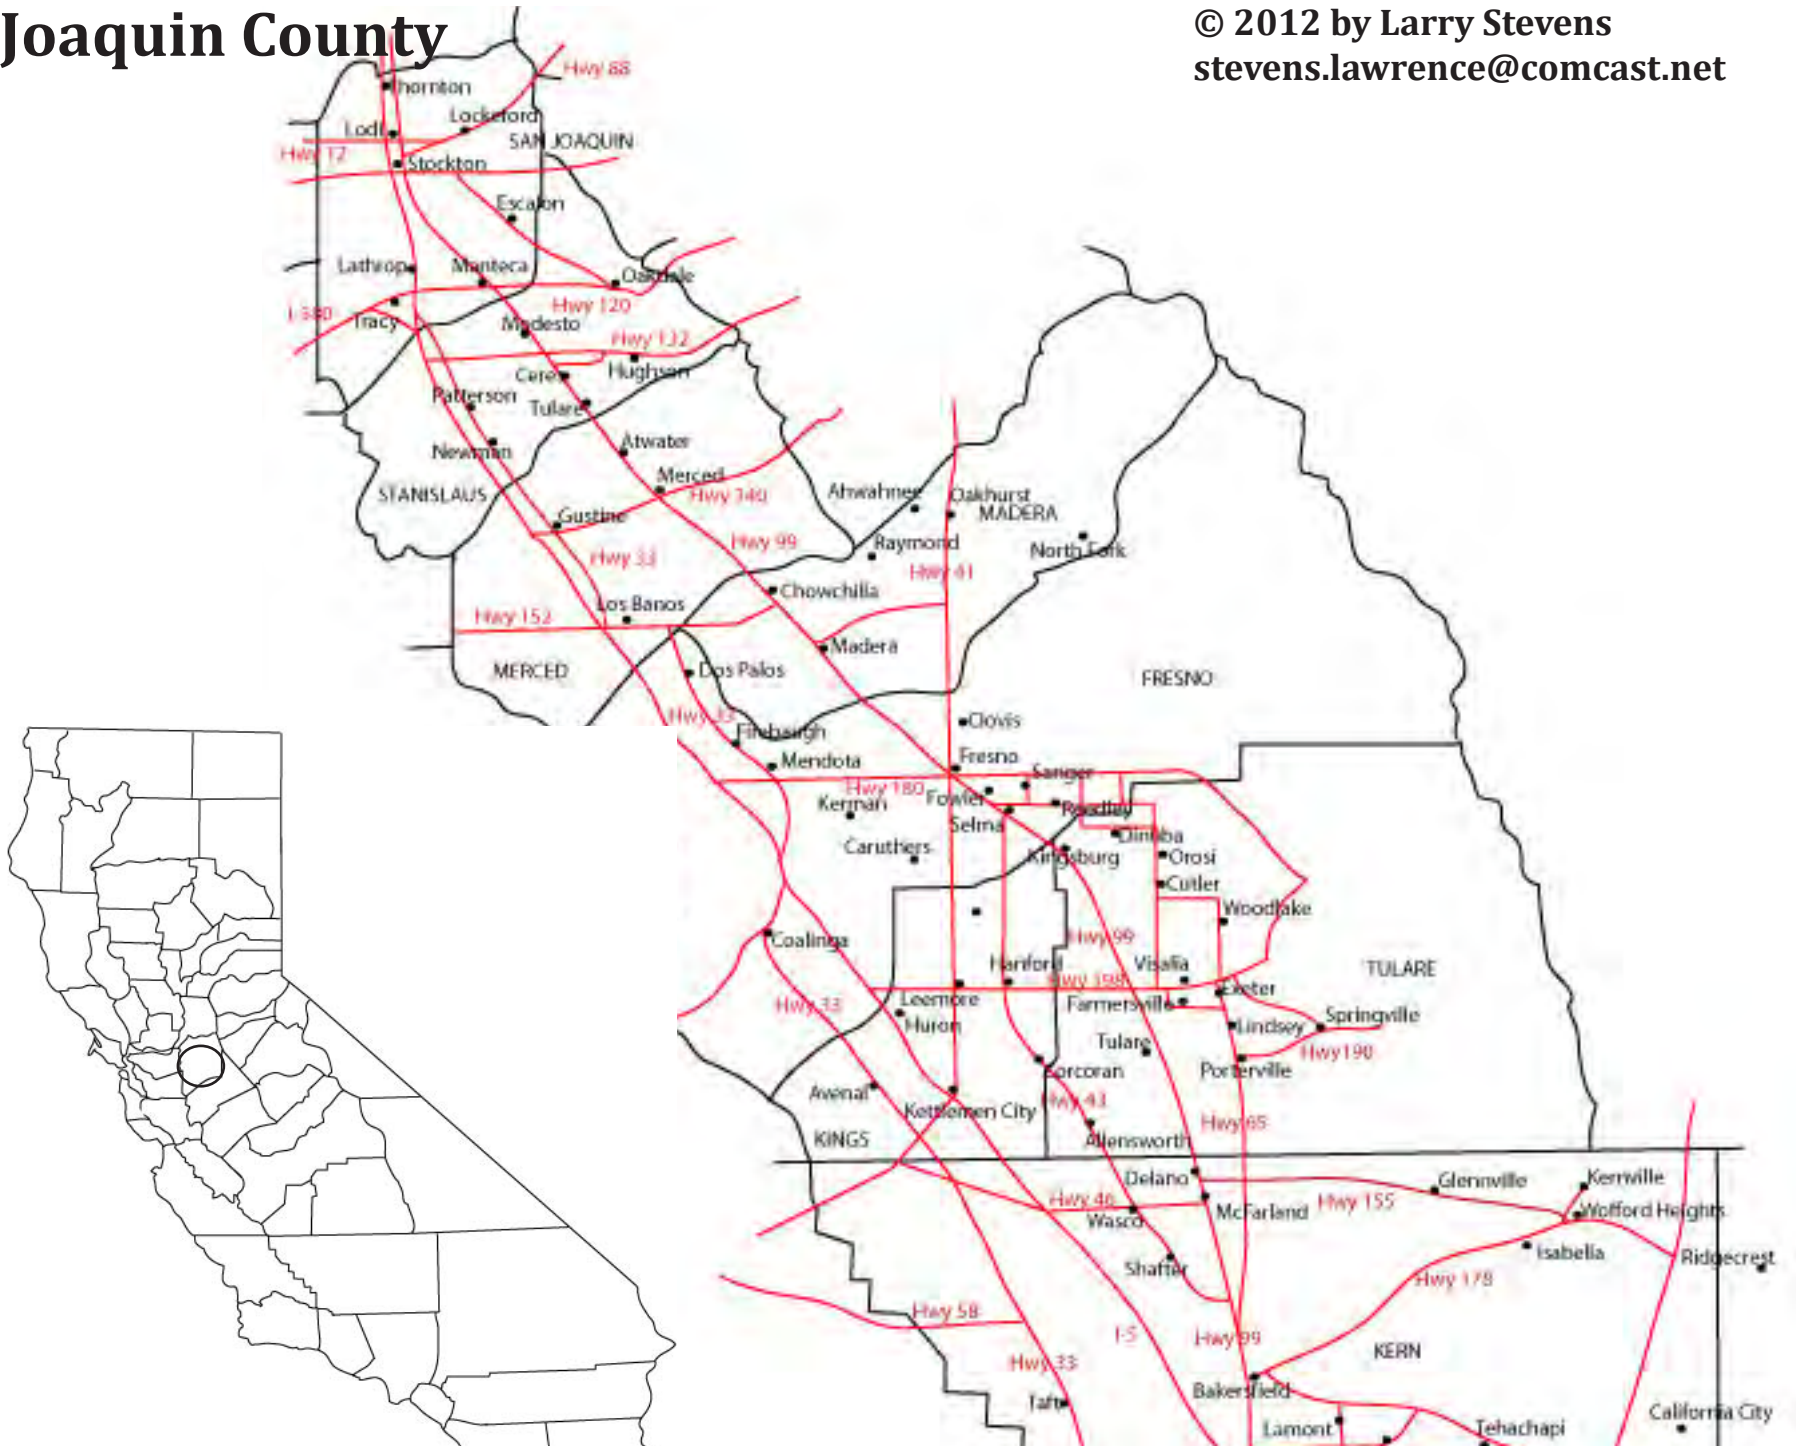 Joaquin County
© 2012 by Larry Stevens
stevens.lawrence@comcast.net
Hwy 88
Thornton
Lockeford
Lodi
SAN JOAQUIN
Hwy 12
Stockton
Escalon
Lathrop
Manteca
Oakdale
Hwy 120
Tracy
Modesto
Hwy 132
Ceres
Hughson
Patterson
Tulare
Newman
Atwater
Merced
STANISLAUS
Hwy 140
Ahwahnee
Oakhurst
MADERA
Gustine
Hwy 99
Raymond
North Fork
Hwy 33
Hwy 41
Chowchilla
Los Banos
Hwy 152
Madera
MERCED
Dos Palos
FRESNO
Hwy 33
Clovis
Firebaugh
Mendota
Fresno
Sanger
Hwy 180
Kerman
Fowler
Reedley
Selma
Dinuba
Caruthers
Kingsburg
Orosi
Cutler
Woodlake
Coalinga
Hwy 99
Hanford
Visalia
TULARE
Hwy 198
Exeter
Leemore
Farmersville
Hwy 33
Huron
Lindsey
Springville
Tulare
Hwy190
Corcoran
Porterville
Avenal
Kettlemen City
Hwy 43
Hwy 65
KINGS
Allensworth
Delano
Glennville
Kernville
Hwy 46
Hwy 155
Wasco
McFarland
Wofford Heights
Isabella
Ridgecrest
Shafter
Hwy 178
Hwy 58
I-5
Hwy 99
KERN
Hwy 33
Bakersfield
Taft
California City
Lamont
Tehachapi